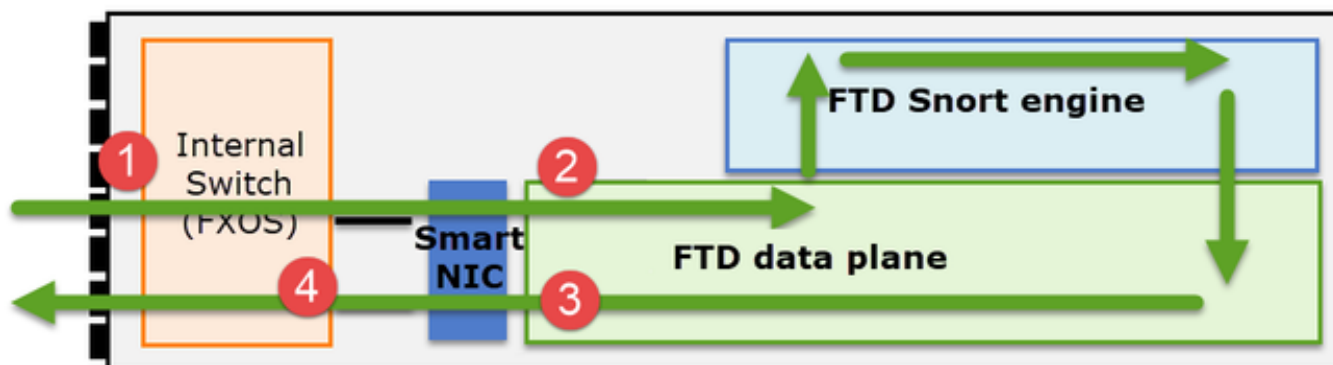 1
Internal
Switch
(FXOS)
4
Smart
NIC
2
3
FTD Snort engine
FTD data plane